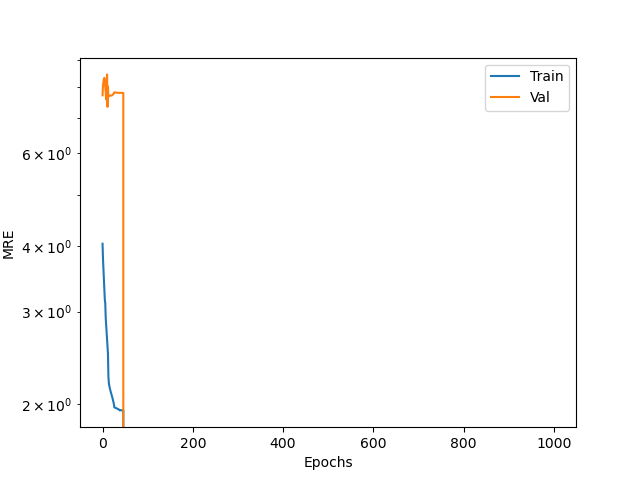 Train
Val
6 × 10⁰
4 × 10⁰
3 × 10⁰
2 × 10⁰
MRE
0 200 400 600 800 1000
Epochs